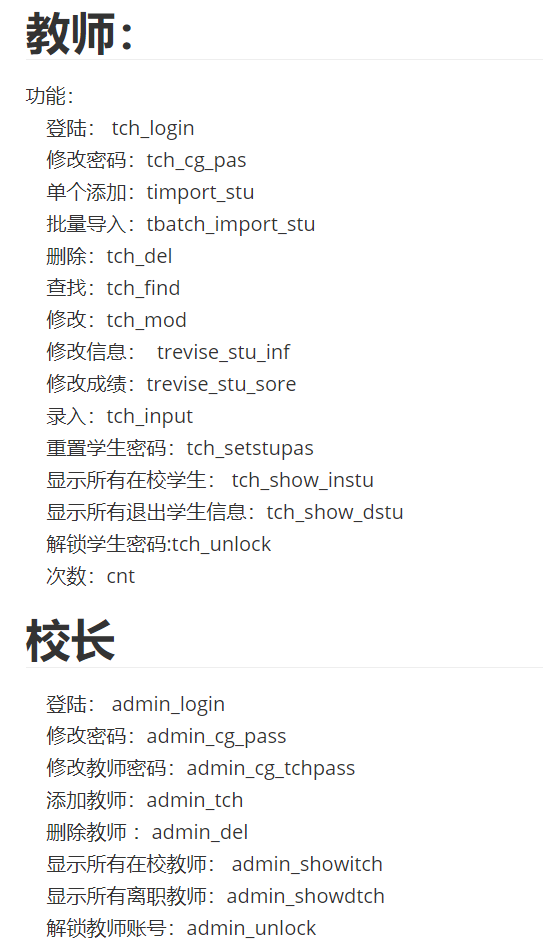 教师：
功能：
登陆： tch_login
修改密码：tch_cg_pas
单个添加：timport_stu
批量导入：tbatch_import_stu
删除：tch_del
查找：tch_find
修改：tch_mod
修改信息： trevise_stu_inf
修改成绩：trevise_stu_sore
录入：tch_input
重置学生密码：tch_setstupas
显示所有在校学生： tch_show_instu
显示所有退出学生信息：tch_show_dstu
解锁学生密码:tch_unlock
次数：cnt
校长
登陆： admin_login
修改密码：admin_cg_pass
修改教师密码：admin_cg_tchpass
添加教师：admin_tch
删除教师 ：admin_del
显示所有在校教师： admin_showitch
显示所有离职教师：admin_showdtch
解锁教师账号：admin_unlock